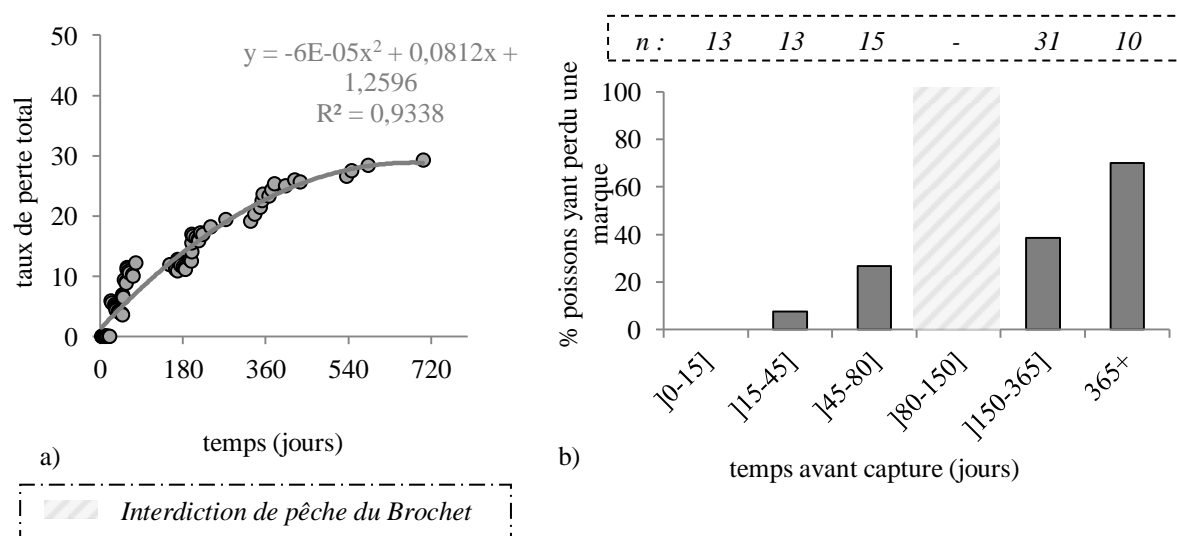 50
40
30
20
10
0
taux de perte total
y = -6E-05x² + 0,0812x +
1,2596
R² = 0,9338
0 180 360 540 720
temps (jours)
a)
n : 13 13 15 - 31 10
100
80
60
40
20
0
% poissons yant perdu une
marque
]0-15] ]15-45] ]45-80] ]80-150] ]150-365] 365+
temps avant capture (jours)
b)
Interdiction de pêche du Brochet